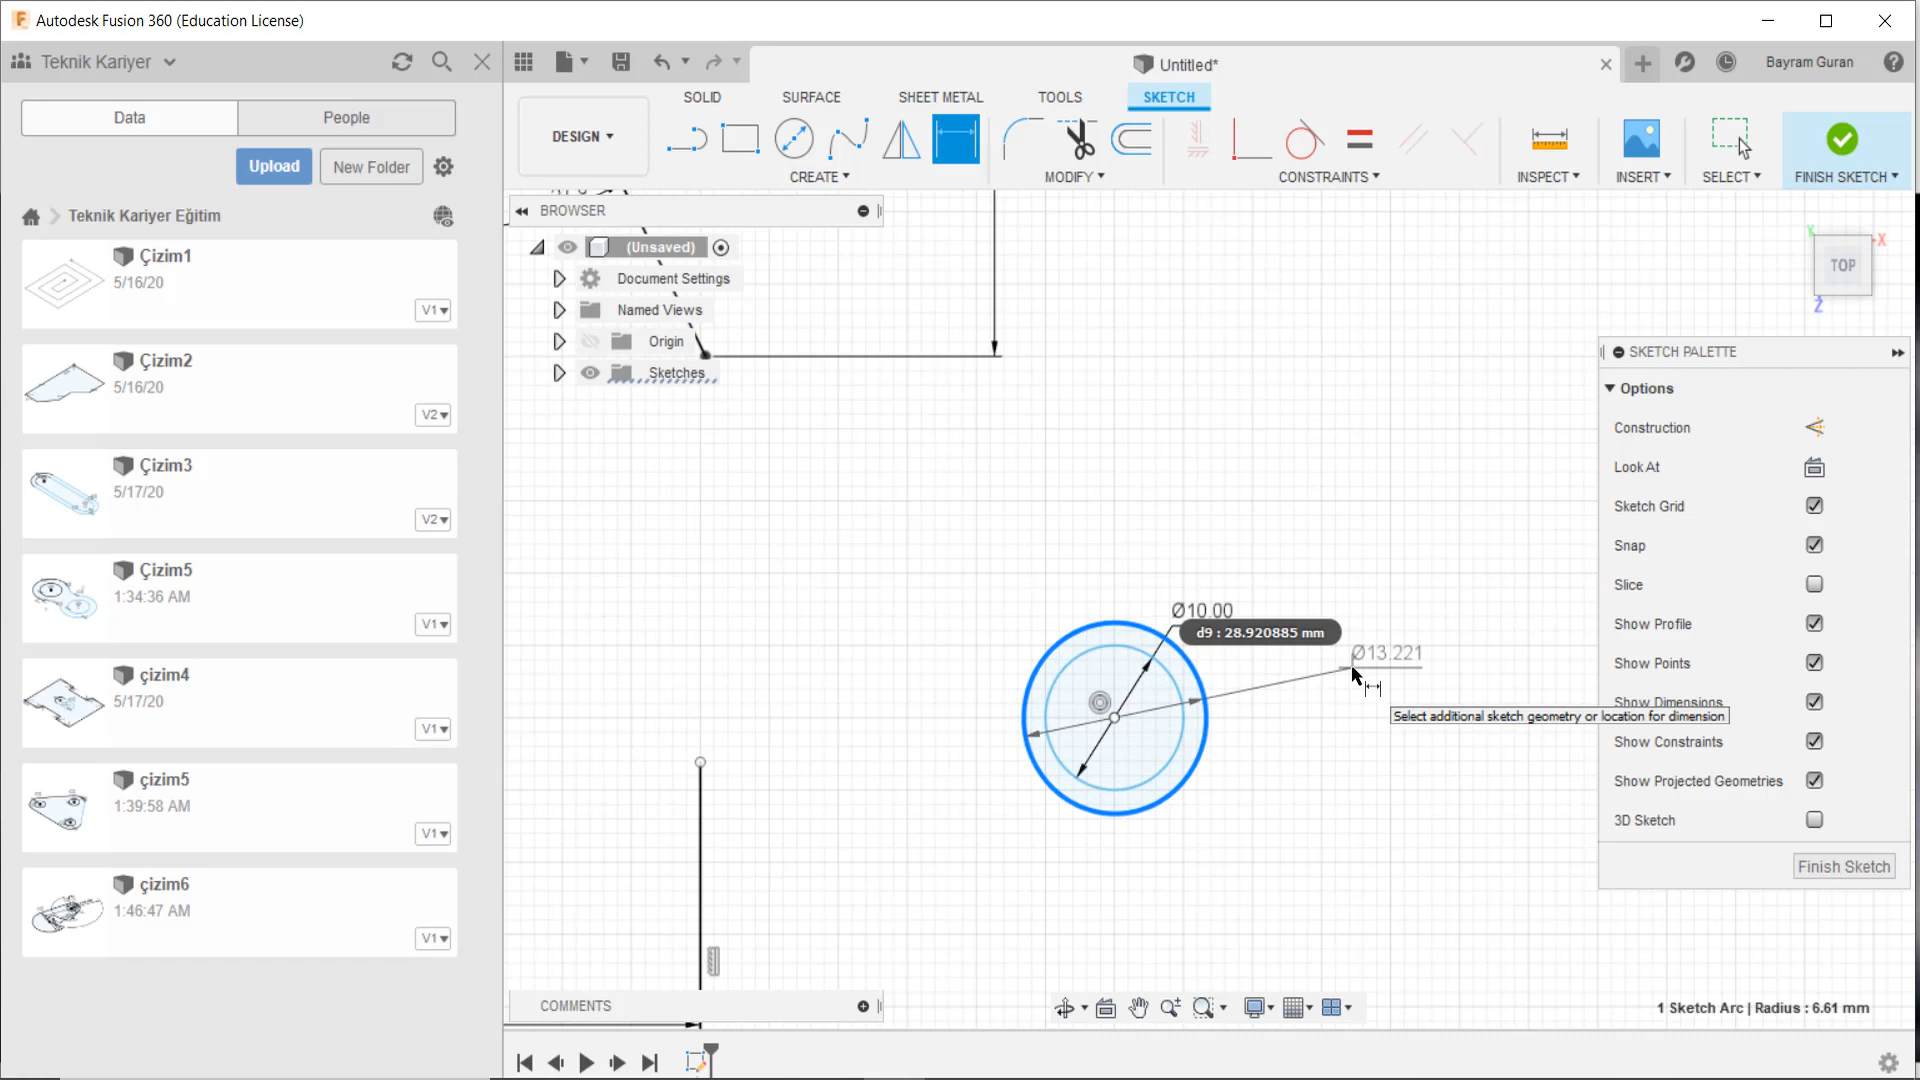 Autodesk Fusion 360 (Education License)
Teknik Kariyer
Untitled*
Bayram Guran
Data
People
Upload
New Folder
Teknik Kariyer Eğitim
Çizim1
5/16/20
V1
Çizim2
5/16/20
V2
Çizim3
5/17/20
V2
Çizim5
1:34:36 AM
V1
çizim4
5/17/20
V1
çizim5
1:39:58 AM
V1
çizim6
1:46:47 AM
V1
SOLID
SURFACE
SHEET METAL
TOOLS
SKETCH
DESIGN
CREATE
MODIFY
CONSTRAINTS
INSPECT
INSERT
SELECT
FINISH SKETCH
BROWSER
(Unsaved)
Document Settings
Named Views
Origin
Sketches
X
Y
TOP
Z
Ø10.00
d9 : 28.920885 mm
Ø13.221
Select additional sketch geometry or location for dimension
SKETCH PALETTE
Options
Construction
Look At
Sketch Grid
Snap
Slice
Show Profile
Show Points
Show Dimensions
Show Constraints
Show Projected Geometries
3D Sketch
Finish Sketch
COMMENTS
1 Sketch Arc | Radius : 6.61 mm